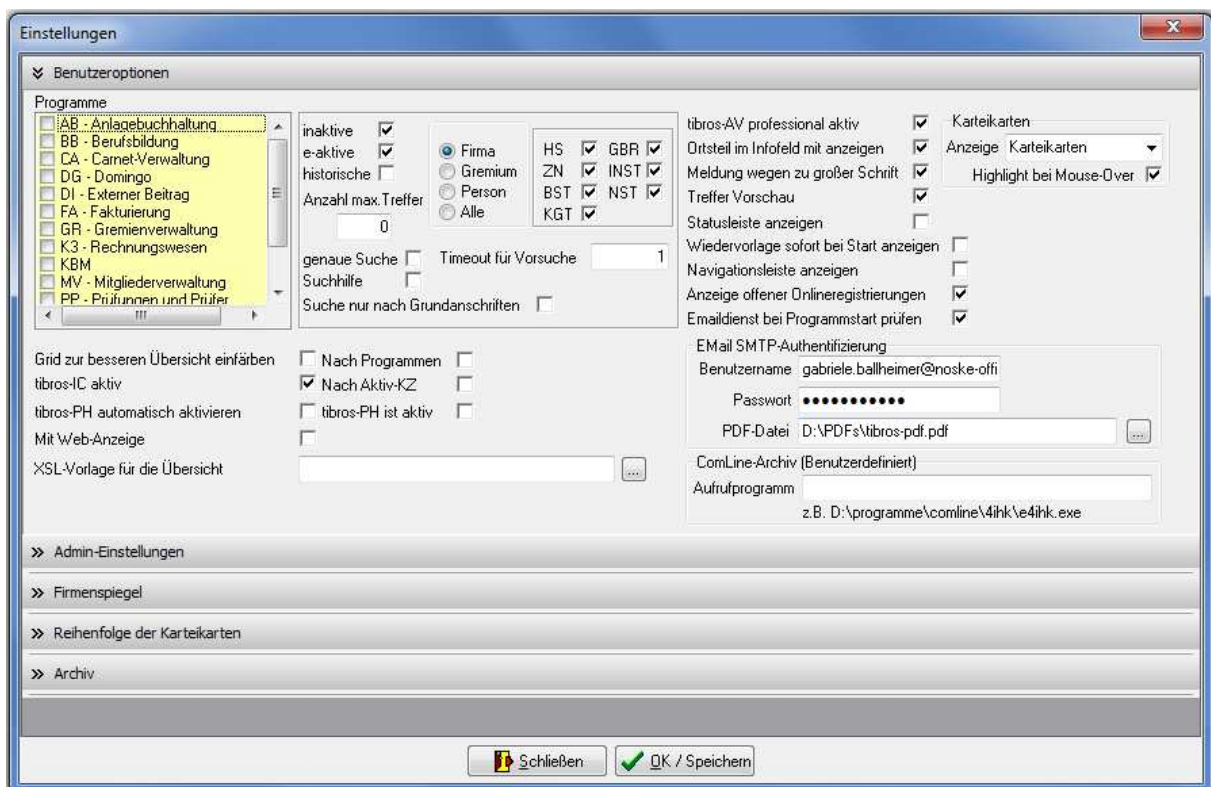 Einstellungen
Benutzeroptionen
Programme
AB - Anlagebuchhaltung
BB - Berufsbildung
CA - Carnet-Verwaltung
DG - Domingo
DI - Externer Beitrag
FA - Fakturierung
GR - Gremienverwaltung
K3 - Rechnungswesen
KBM
MV - Mitgliederverwaltung
PP - Prüfungen und Prüfer
inaktive
e-aktive
historische
Anzahl max.Treffer
0
Firma
Gremium
Person
Alle
HS GBR
ZN INST
BST NST
KGT
genaue Suche Timeout für Vorsuche 1
Suchhilfe
Suche nur nach Grundanschriften
tibros-AV professional aktiv
Ortsteil im Infofeld mit anzeigen
Meldung wegen zu großer Schrift
Treffer Vorschau
Statusleiste anzeigen
Wiedervorlage sofort bei Start anzeigen
Navigationsleiste anzeigen
Anzeige offener Onlineregistrierungen
Emaildienst bei Programmstart prüfen
Karteikarten
Anzeige Karteikarten
Highlight bei Mouse-Over
Grid zur besseren Übersicht einfärben Nach Programmen
tibros-IC aktiv Nach Aktiv-KZ
tibros-PH automatisch aktivieren tibros-PH ist aktiv
Mit Web-Anzeige
XSL-Vorlage für die Übersicht ...
EMail SMTP-Authentifizierung
Benutzername gabriele.ballheimer@noske-offi
Passwort ●●●●●●●●●●●
PDF-Datei D:\PDFs\tibros-pdf.pdf ...
ComLine-Archiv (Benutzerdefiniert)
Aufrufprogramm
z.B. D:\programme\comline\4ihk\e4ihk.exe
Admin-Einstellungen
Firmenspiegel
Reihenfolge der Karteikarten
Archiv
Schließen OK / Speichern